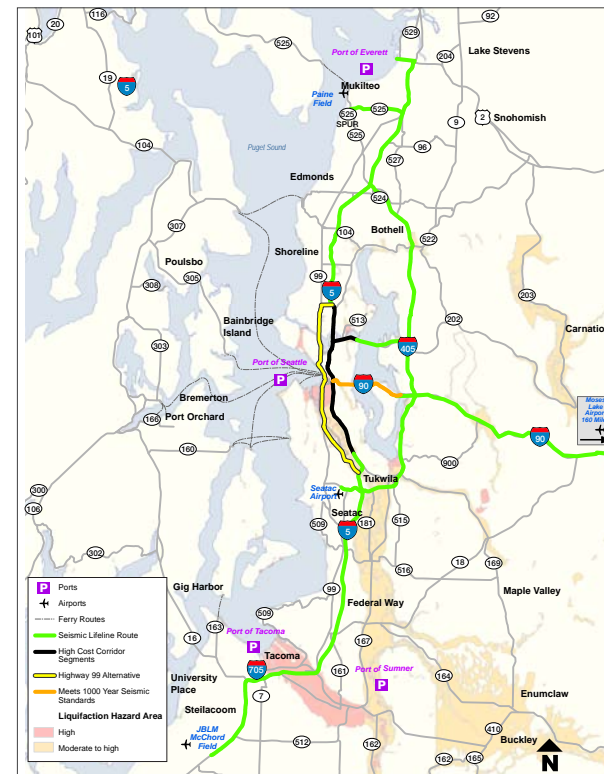 116
92
20
101
529
525
Port of Everett
Lake Stevens
204
19
5
Mukilteo
Paine
Field
525
525
SPUR
525
2
Snohomish
9
Puget Sound
104
96
527
Edmonds
524
307
104
Bothell
522
Shoreline
Poulsbo
305
99
308
5
203
513
202
Bainbridge
Island
Carnation
303
405
Port of Seattle
90
Bremerton
Moses
Lake
Airport
160 Mile
166
Port Orchard
90
160
900
Tukwila
300
Seatac
Airport
106
Seatac
509
181
515
5
302
18
169
516
99
Maple Valley
Gig Harbor
Federal Way
163
509
16
167
Port of Tacoma
Tacoma
705
161
Port of Sumner
164
University
Place
7
Enumclaw
Steilacoom
410
JBLM
McChord
Field
512
162
Buckley
162
165
N
P Ports
Airports
Ferry Routes
Seismic Lifeline Route
High Cost Corridor
Segments
Highway 99 Alternative
Meets 1000 Year Seismic
Standards
Liquifaction Hazard Area
High
Moderate to high